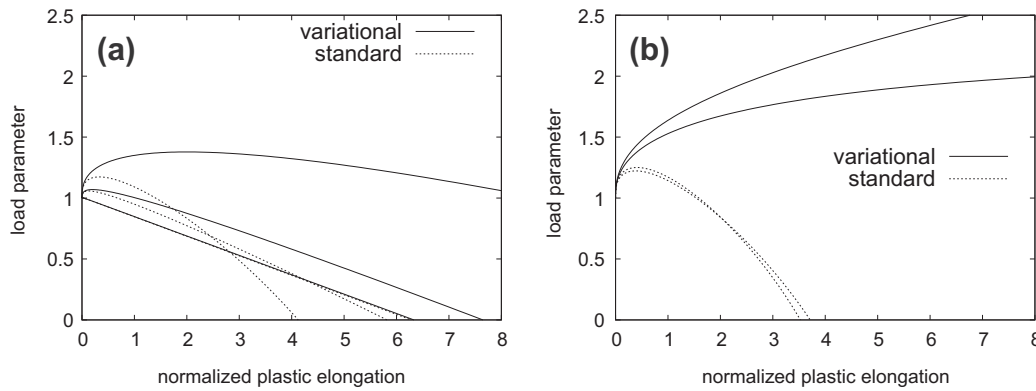 (a)
variational
standard
2.5
2
1.5
1
0.5
0
load parameter
0 1 2 3 4 5 6 7 8
normalized plastic elongation
(b)
variational
standard
2.5
2
1.5
1
0.5
0
load parameter
0 1 2 3 4 5 6 7 8
normalized plastic elongation